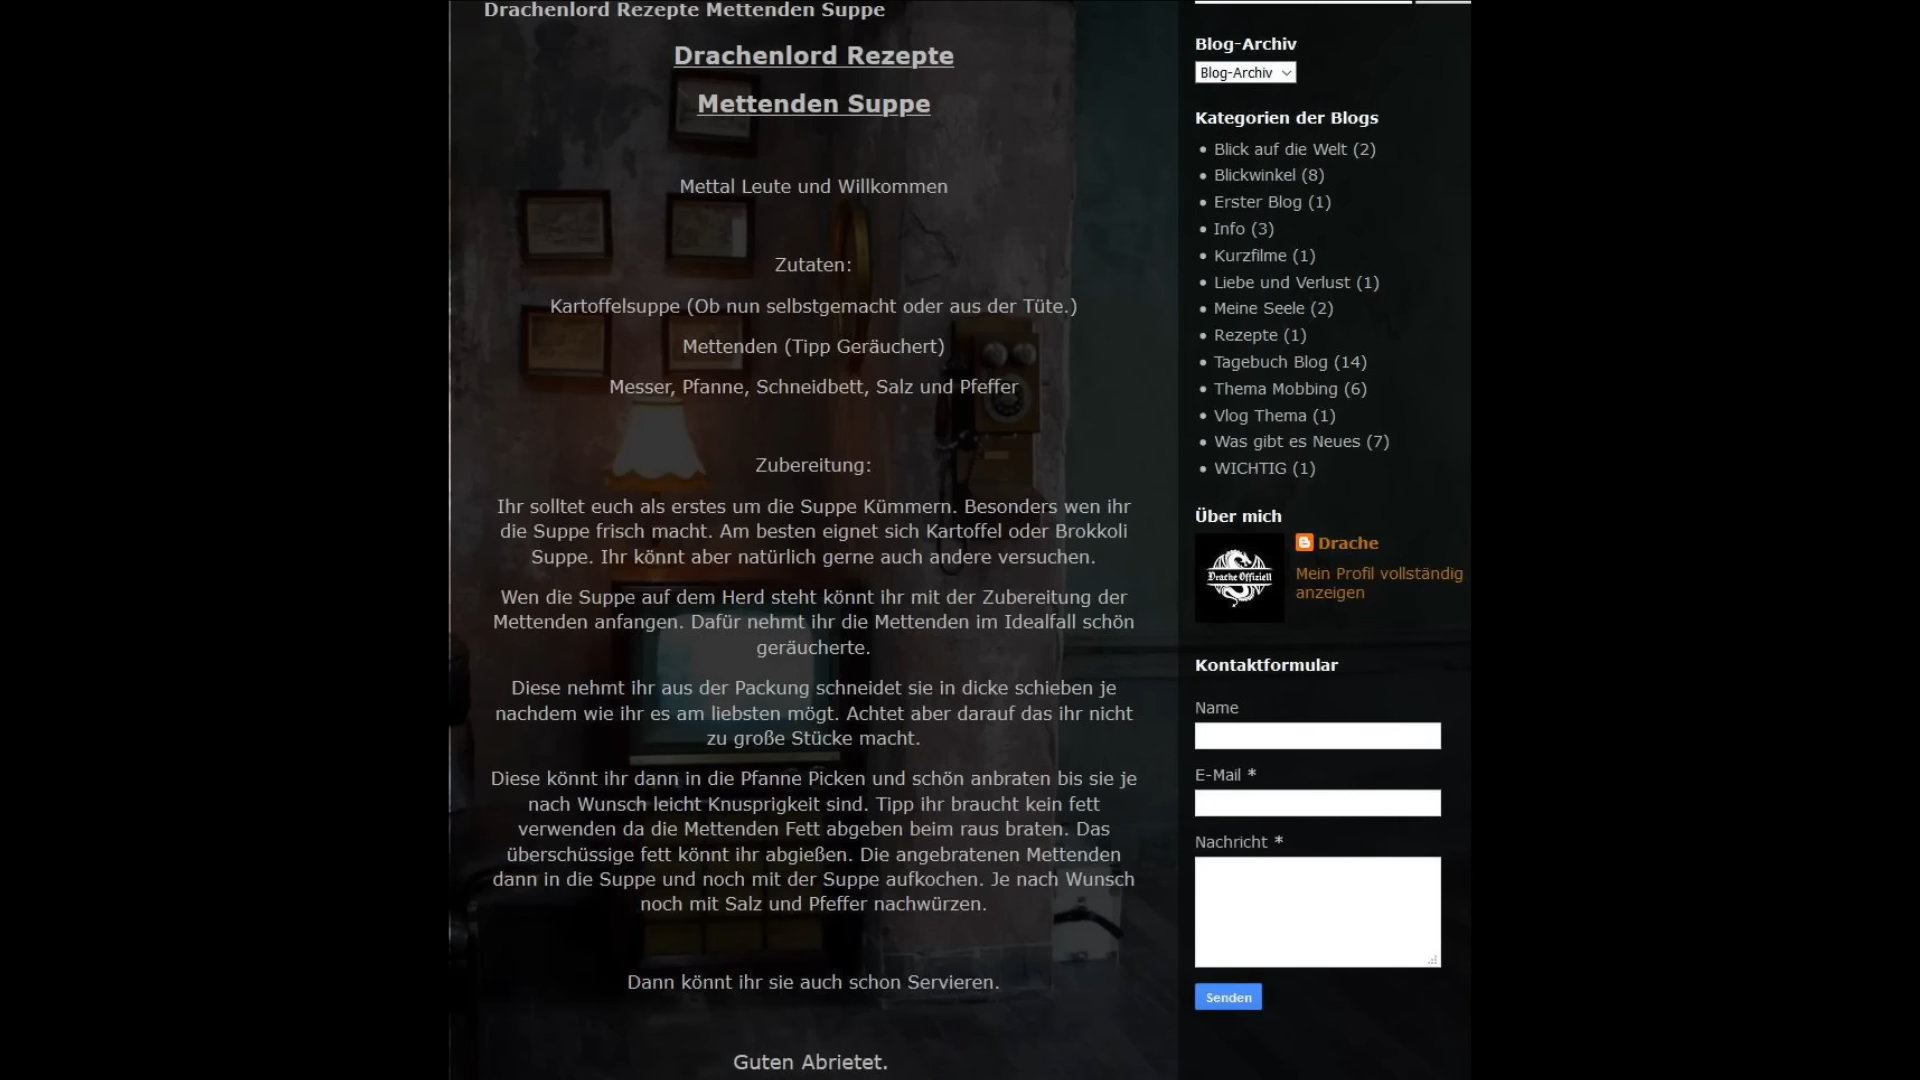 Drachenlord Rezepte Mettenden Suppe
Drachenlord Rezepte
Mettenden Suppe
Mettal Leute und Willkommen
Zutaten:
Kartoffelsuppe (Ob nun selbstgemacht oder aus der Tüte.)
Mettenden (Tipp Geräuchert)
Messer, Pfanne, Schneidbett, Salz und Pfeffer
Zubereitung:
Ihr solltet euch als erstes um die Suppe Kümmern. Besonders wen ihr
die Suppe frisch macht. Am besten eignet sich Kartoffel oder Brokkoli
Suppe. Ihr könnt aber natürlich gerne auch andere versuchen.
Wen die Suppe auf dem Herd steht könnt ihr mit der Zubereitung der
Mettenden anfangen. Dafür nehmt ihr die Mettenden im Idealfall schön
geräucherte.
Diese nehmt ihr aus der Packung schneidet sie in dicke schieben je
nachdem wie ihr es am liebsten mögt. Achtet aber darauf das ihr nicht
zu große Stücke macht.
Diese könnt ihr dann in die Pfanne Picken und schön anbraten bis sie je
nach Wunsch leicht Knusprigkeit sind. Tipp ihr braucht kein fett
verwenden da die Mettenden Fett abgeben beim raus braten. Das
überschüssige fett könnt ihr abgießen. Die angebratenen Mettenden
dann in die Suppe und noch mit der Suppe aufkochen. Je nach Wunsch
noch mit Salz und Pfeffer nachwürzen.
Dann könnt ihr sie auch schon Servieren.
Guten Abrietet.
Blog-Archiv
Blog-Archiv
Kategorien der Blogs
Blick auf die Welt (2)
Blickwinkel (8)
Erster Blog (1)
Info (3)
Kurzfilme (1)
Liebe und Verlust (1)
Meine Seele (2)
Rezepte (1)
Tagebuch Blog (14)
Thema Mobbing (6)
Vlog Thema (1)
Was gibt es Neues (7)
WICHTIG (1)
Über mich
Drache Offiziell
Drache
Mein Profil vollständig
anzeigen
Kontaktformular
Name
E-Mail *
Nachricht *
Senden